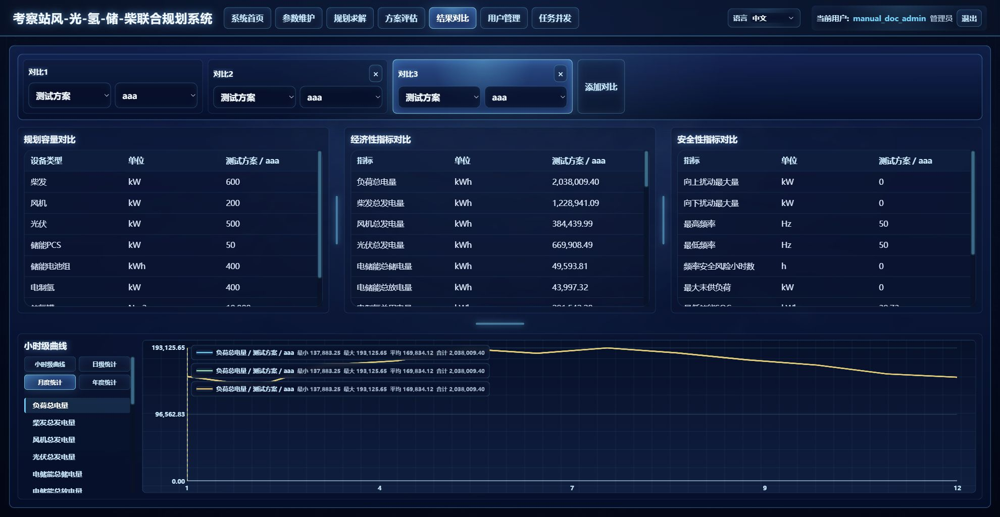 考察站风-光-氢-储-柴联合规划系统
系统首页 参数维护 规划求解 方案评估 结果对比 用户管理 任务并发
语言 中文
当前用户: manual_doc_admin 管理员 退出
对比1
测试方案 aaa
对比2 ×
测试方案 aaa
对比3 ×
测试方案 aaa
添加对比
规划容量对比
设备类型 单位 测试方案 / aaa
柴发 kW 600
风机 kW 200
光伏 kW 500
储能PCS kW 50
储能电池组 kWh 400
电制氢 kW 400
经济性指标对比
指标 单位 测试方案 / aaa
负荷总电量 kWh 2,038,009.40
柴发总发电量 kWh 1,228,941.09
风机总发电量 kWh 384,439.99
光伏总发电量 kWh 669,908.49
电储能总储电量 kWh 49,593.81
电储能总放电量 kWh 43,997.32
安全性指标对比
指标 单位 测试方案 / aaa
向上扰动最大量 kW 0
向下扰动最大量 kW 0
最高频率 Hz 50
最低频率 Hz 50
频率安全风险小时数 h 0
最大未供负荷 kW 0
小时级曲线
小时级曲线 日级统计
月度统计 年度统计
负荷总电量
柴发总发电量
风机总发电量
光伏总发电量
电储能总储电量
电储能总放电量
193,125.65
96,562.83
0.00
负荷总电量 / 测试方案 / aaa 最小 137,883.25 最大 193,125.65 平均 169,834.12 合计 2,038,009.40
负荷总电量 / 测试方案 / aaa 最小 137,883.25 最大 193,125.65 平均 169,834.12 合计 2,038,009.40
负荷总电量 / 测试方案 / aaa 最小 137,883.25 最大 193,125.65 平均 169,834.12 合计 2,038,009.40
1 4 7 9 12